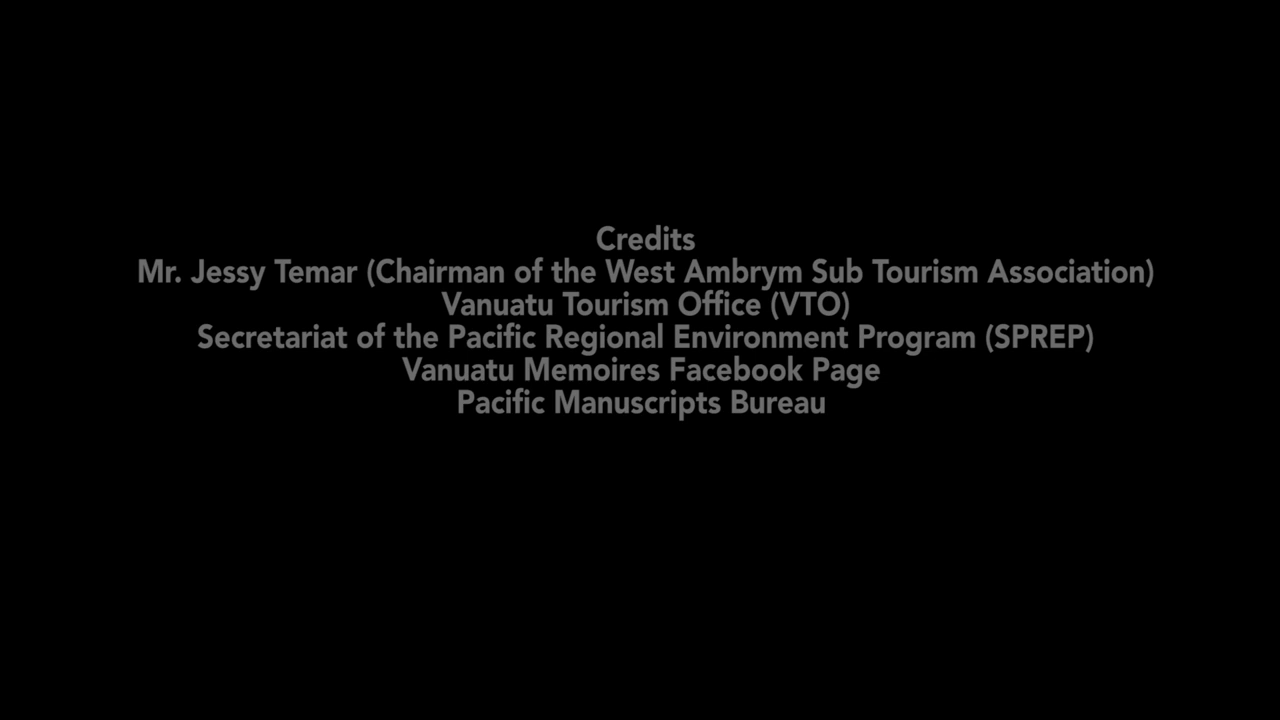 Credits
Mr. Jessy Temar (Chairman of the West Ambrym Sub Tourism Association)
Vanuatu Tourism Office (VTO)
Secretariat of the Pacific Regional Environment Program (SPREP)
Vanuatu Memoires Facebook Page
Pacific Manuscripts Bureau